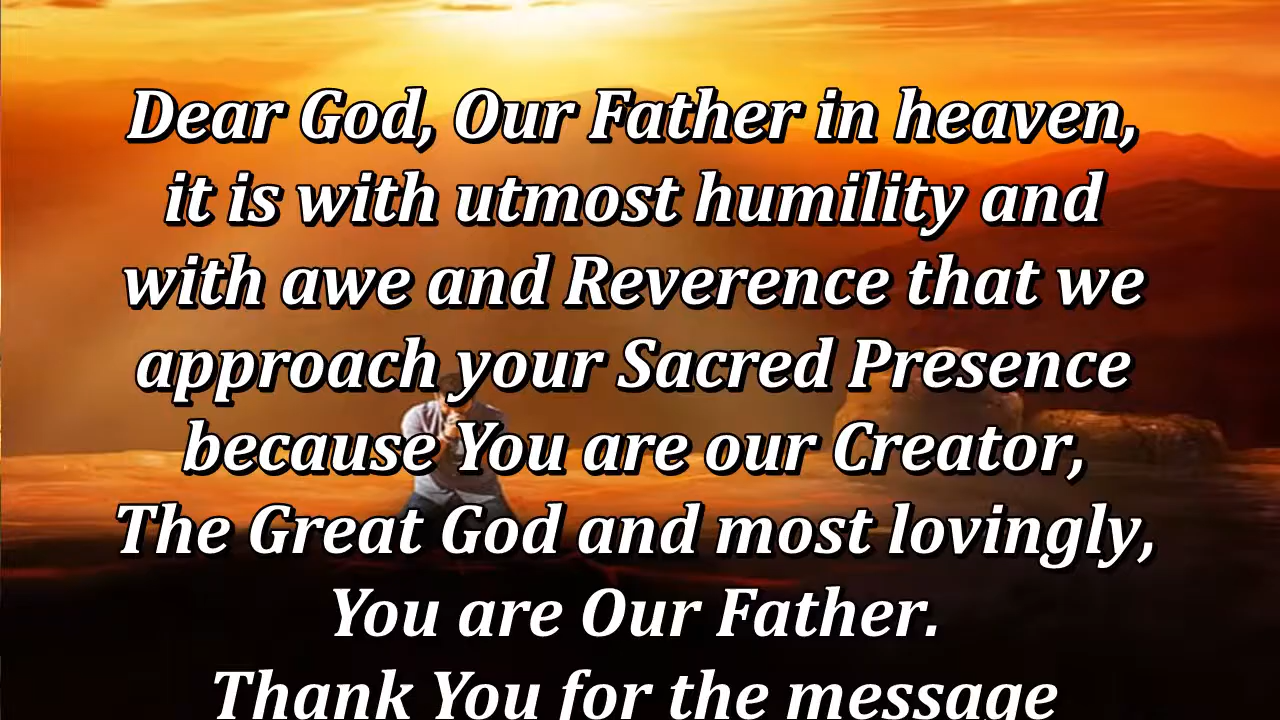 Dear God, Our Father in heaven,
it is with utmost humility and
with awe and Reverence that we
approach your Sacred Presence
because You are our Creator,
The Great God and most lovingly,
You are Our Father.
Thank You for the message